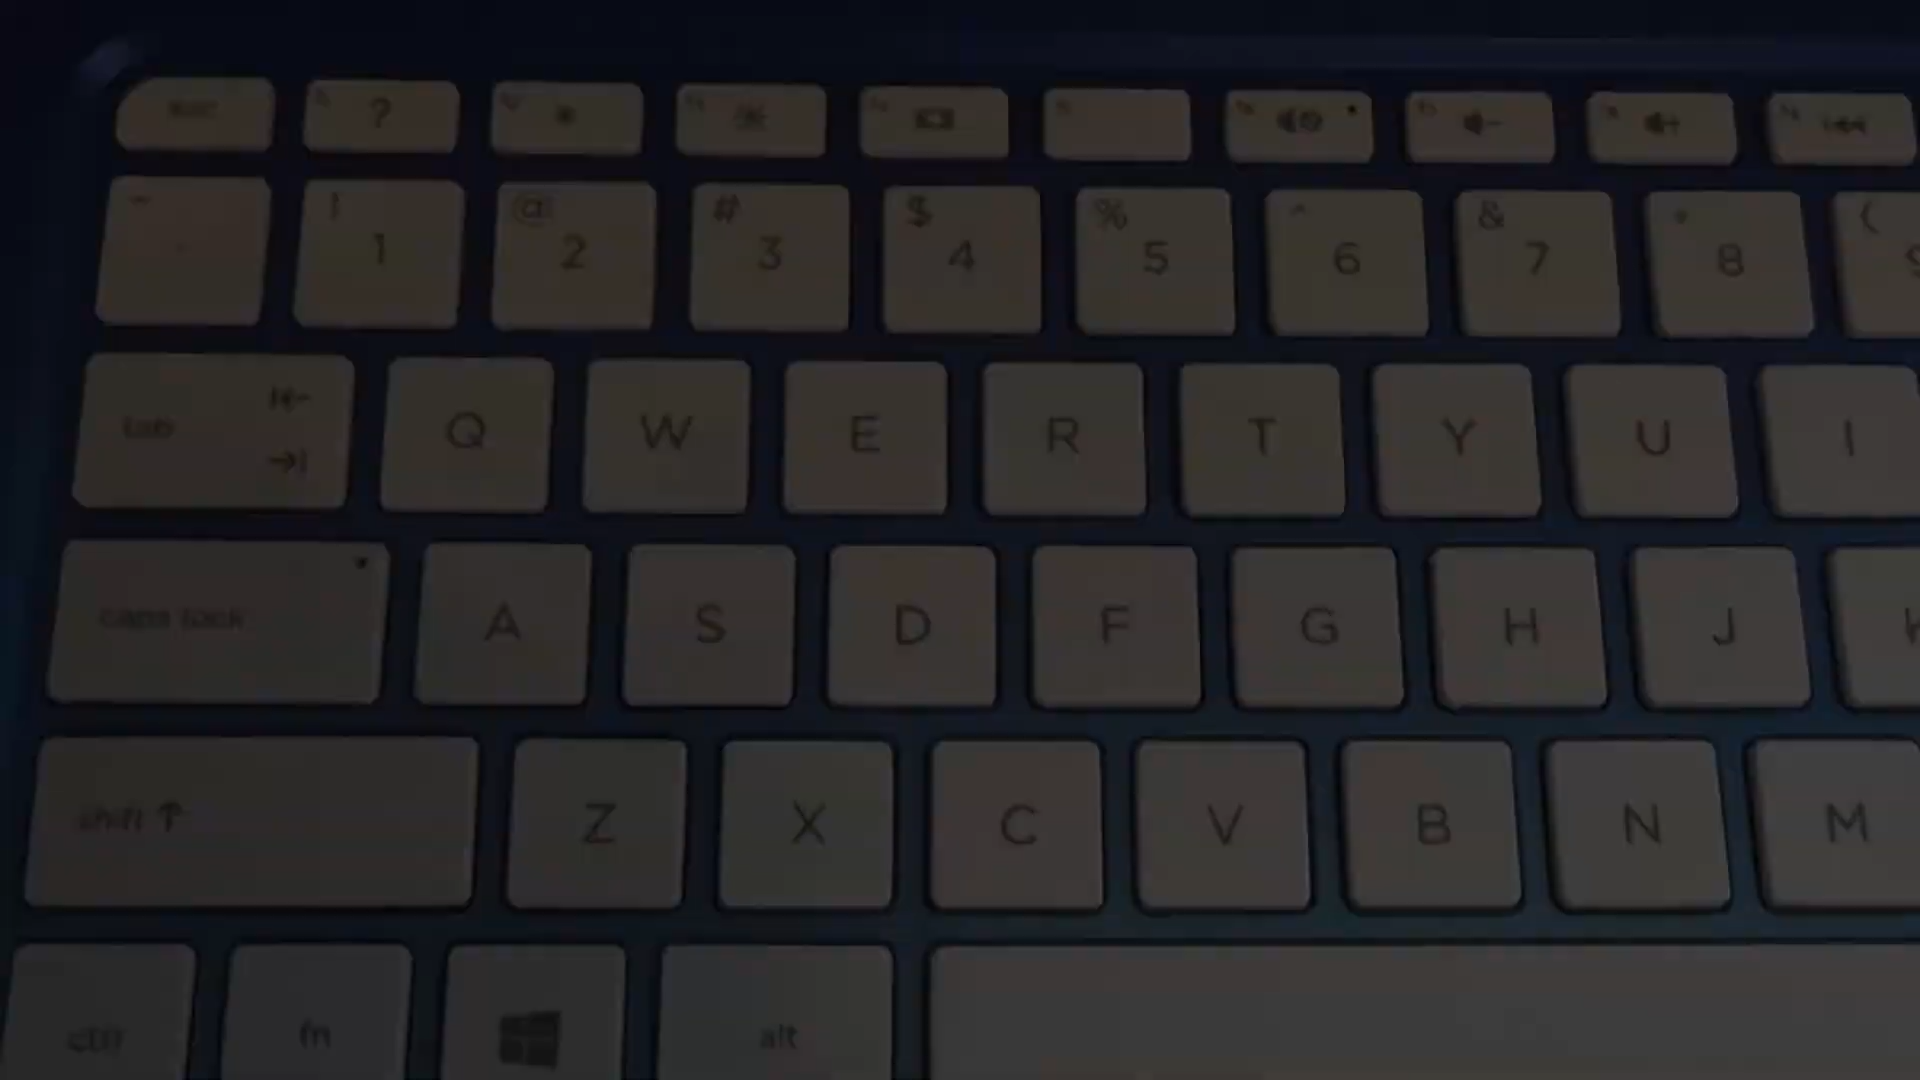 esc ?
~ ! 1 @ 2 # 3 $ 4 % 5 ^ 6 & 7 * 8 (
tab Q W E R T Y U I
caps lock A S D F G H J
shift Z X C V B N M
ctrl fn alt